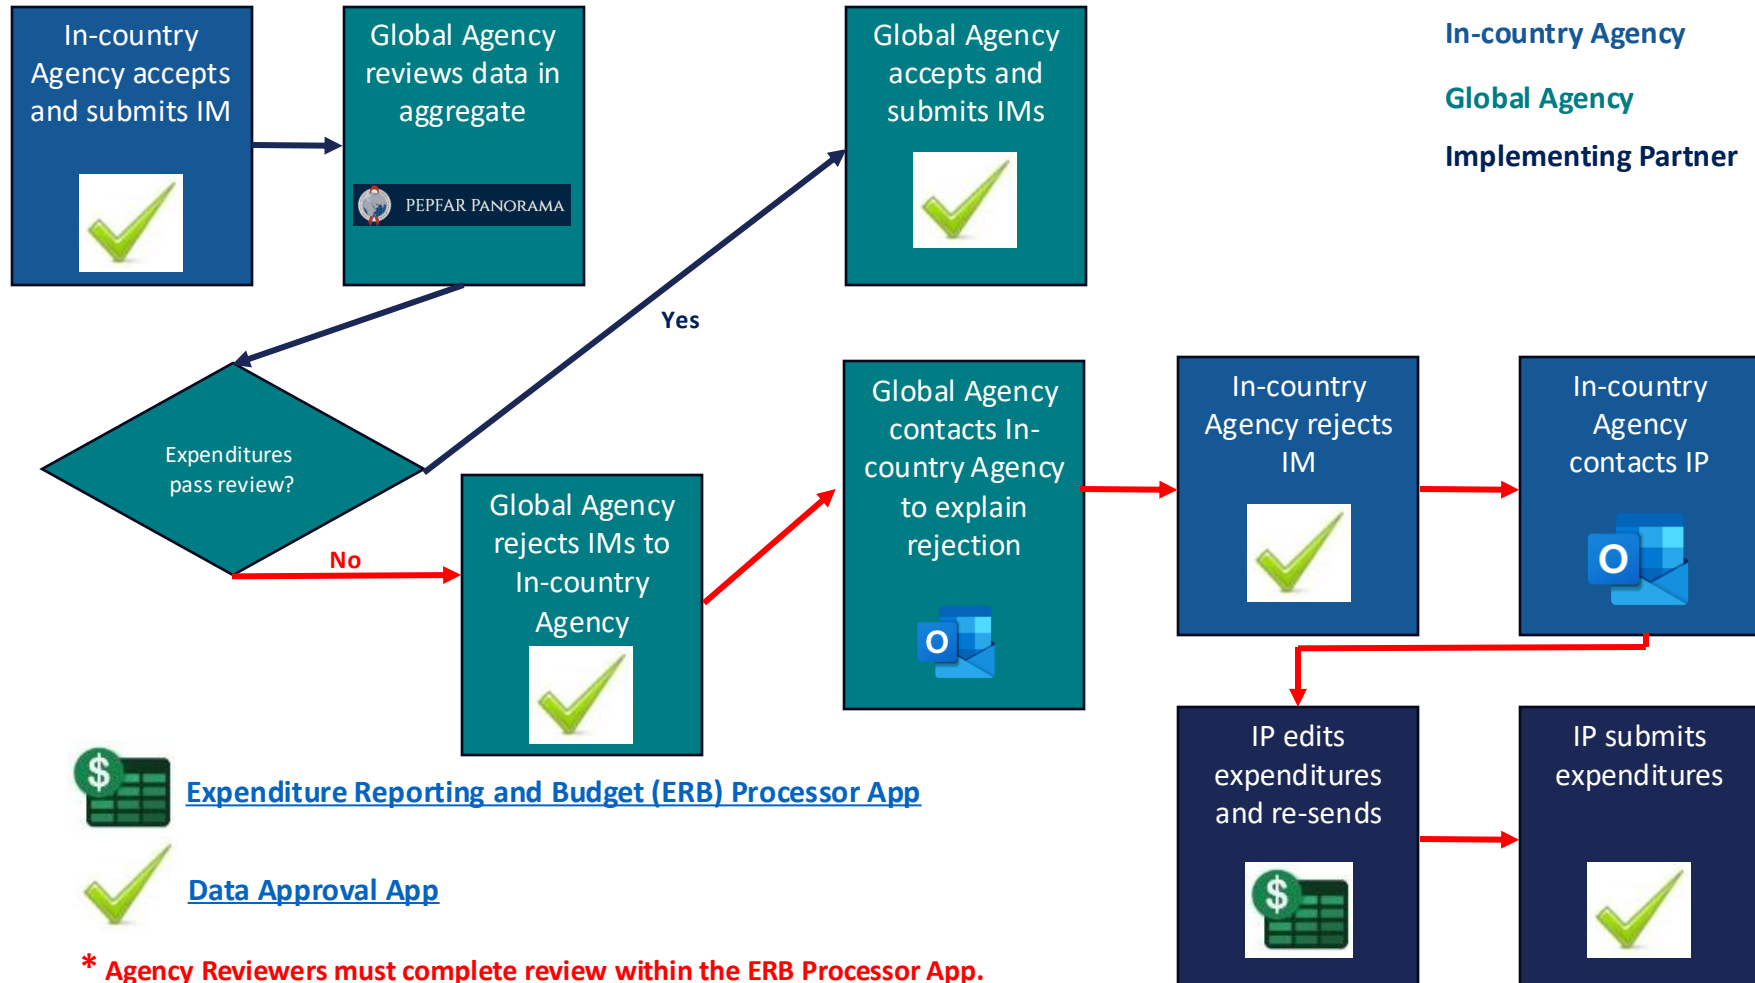 In-country
Agency accepts
and submits IM
Global Agency
reviews data in
aggregate
PEPFAR PANORAMA
Global Agency
accepts and
submits IMs
In-country Agency
Global Agency
Implementing Partner
Yes
Expenditures
pass review?
No
Global Agency
rejects IMs to
In-country
Agency
Global Agency
contacts In-
country Agency
to explain
rejection
O
In-country
Agency rejects
IM
In-country
Agency
contacts IP
O
IP edits
expenditures
and re-sends
$
IP submits
expenditures
$
Expenditure Reporting and Budget (ERB) Processor App
Data Approval App
* Agency Reviewers must complete review within the ERB Processor App.